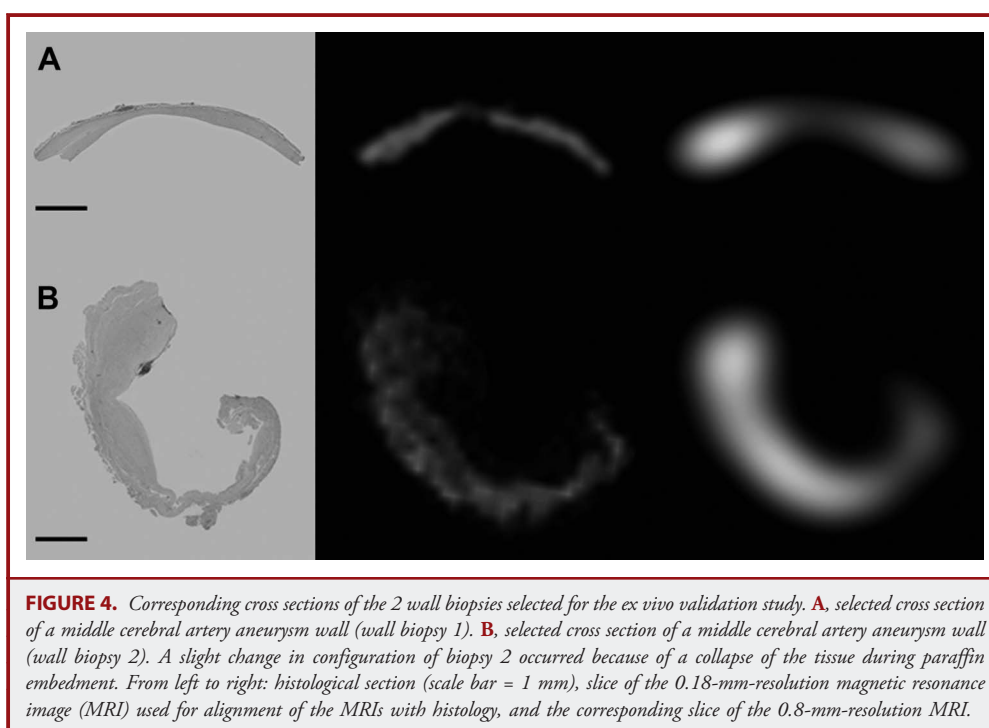 A
B
FIGURE 4. Corresponding cross sections of the 2 wall biopsies selected for the ex vivo validation study. A, selected cross section
of a middle cerebral artery aneurysm wall (wall biopsy 1). B, selected cross section of a middle cerebral artery aneurysm wall
(wall biopsy 2). A slight change in configuration of biopsy 2 occurred because of a collapse of the tissue during paraffin
embedment. From left to right: histological section (scale bar = 1 mm), slice of the 0.18-mm-resolution magnetic resonance
image (MRI) used for alignment of the MRIs with histology, and the corresponding slice of the 0.8-mm-resolution MRI.